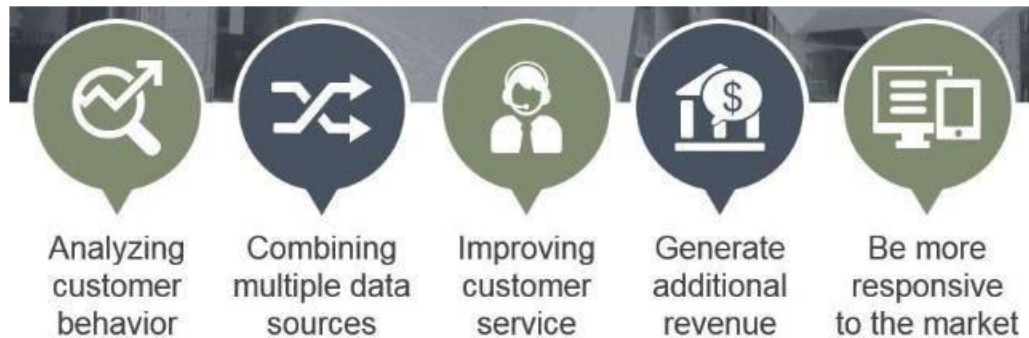 Analyzing
customer
behavior
Combining
multiple data
sources
Improving
customer
service
$
Generate
additional
revenue
Be more
responsive
to the market